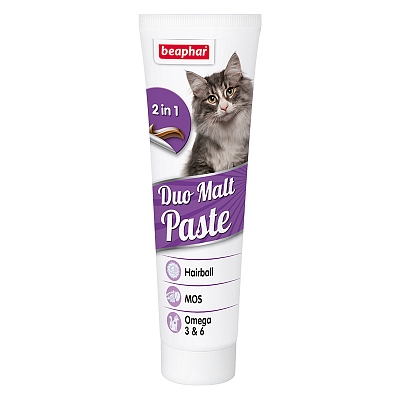 beaphar
2 in 1
Duo Malt
Paste
Hairball
MOS
Omega
3 & 6